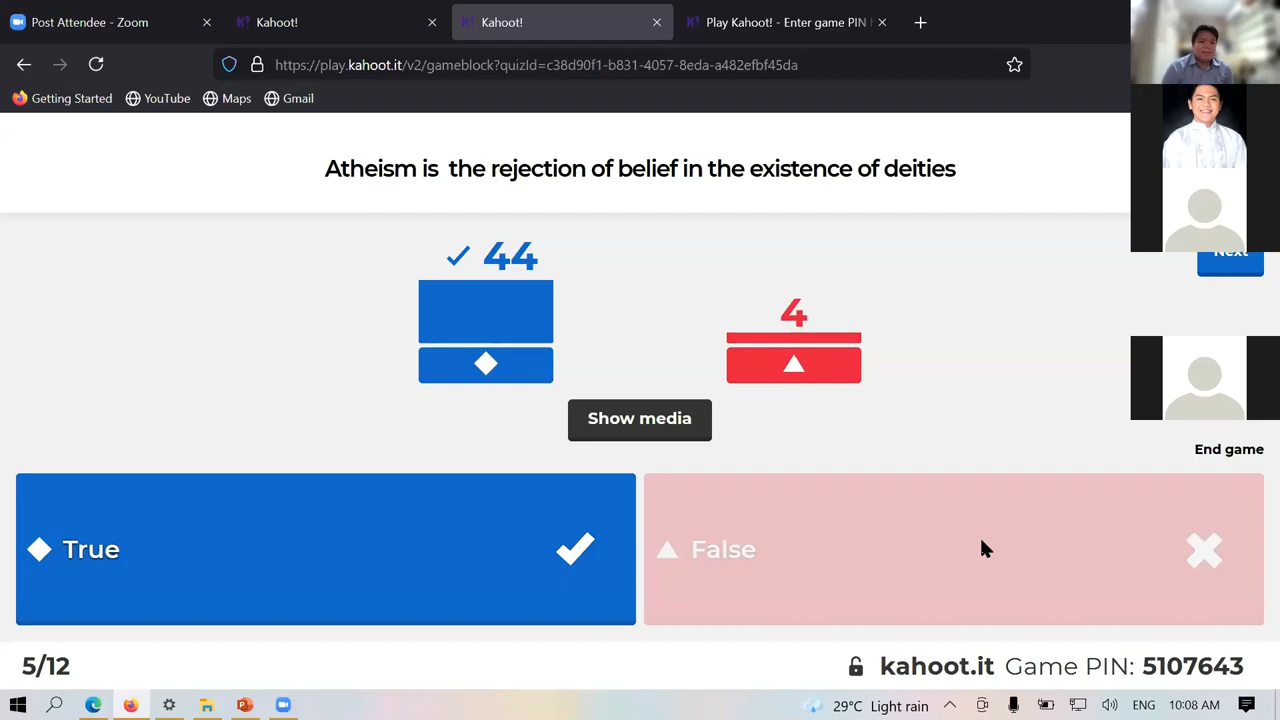 Post Attendee - Zoom
Kahoot!
Kahoot!
Play Kahoot! - Enter game PIN
https://play.kahoot.it/v2/gameblock?quizId=c38d90f1-b831-4057-8eda-a482efbf45da
Getting Started
YouTube
Maps
Gmail
Atheism is the rejection of belief in the existence of deities
44
4
Next
Show media
End game
True
False
5/12
kahoot.it Game PIN: 5107643
29°C Light rain
ENG
10:08 AM